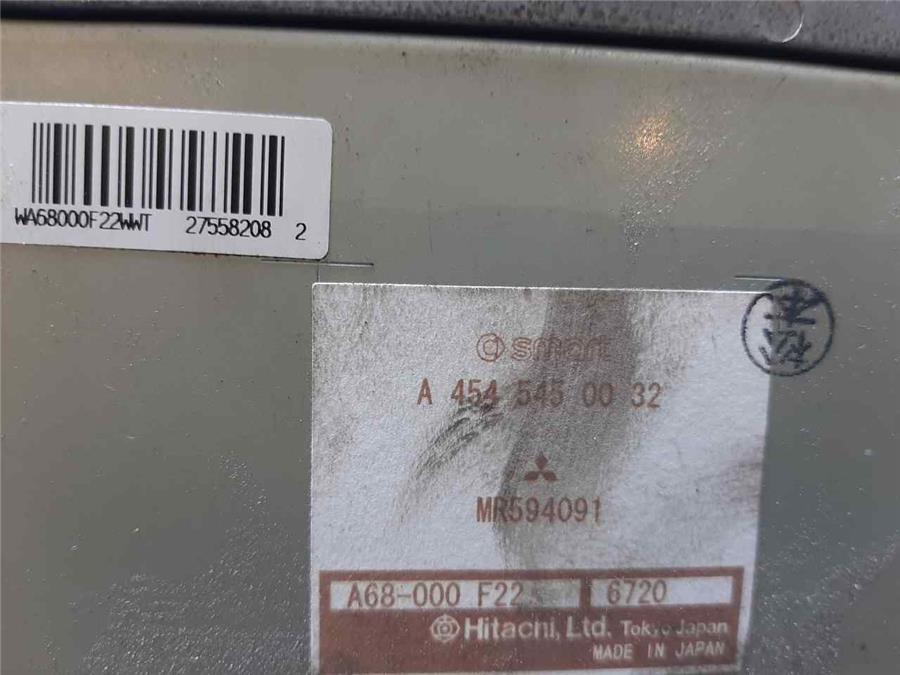 WA68000F22WWT 27558208 2
smart
A 454 545 00 32
MR594091
A68-000 F22 6720
Hitachi, Ltd. Tokyo Japan
MADE IN JAPAN